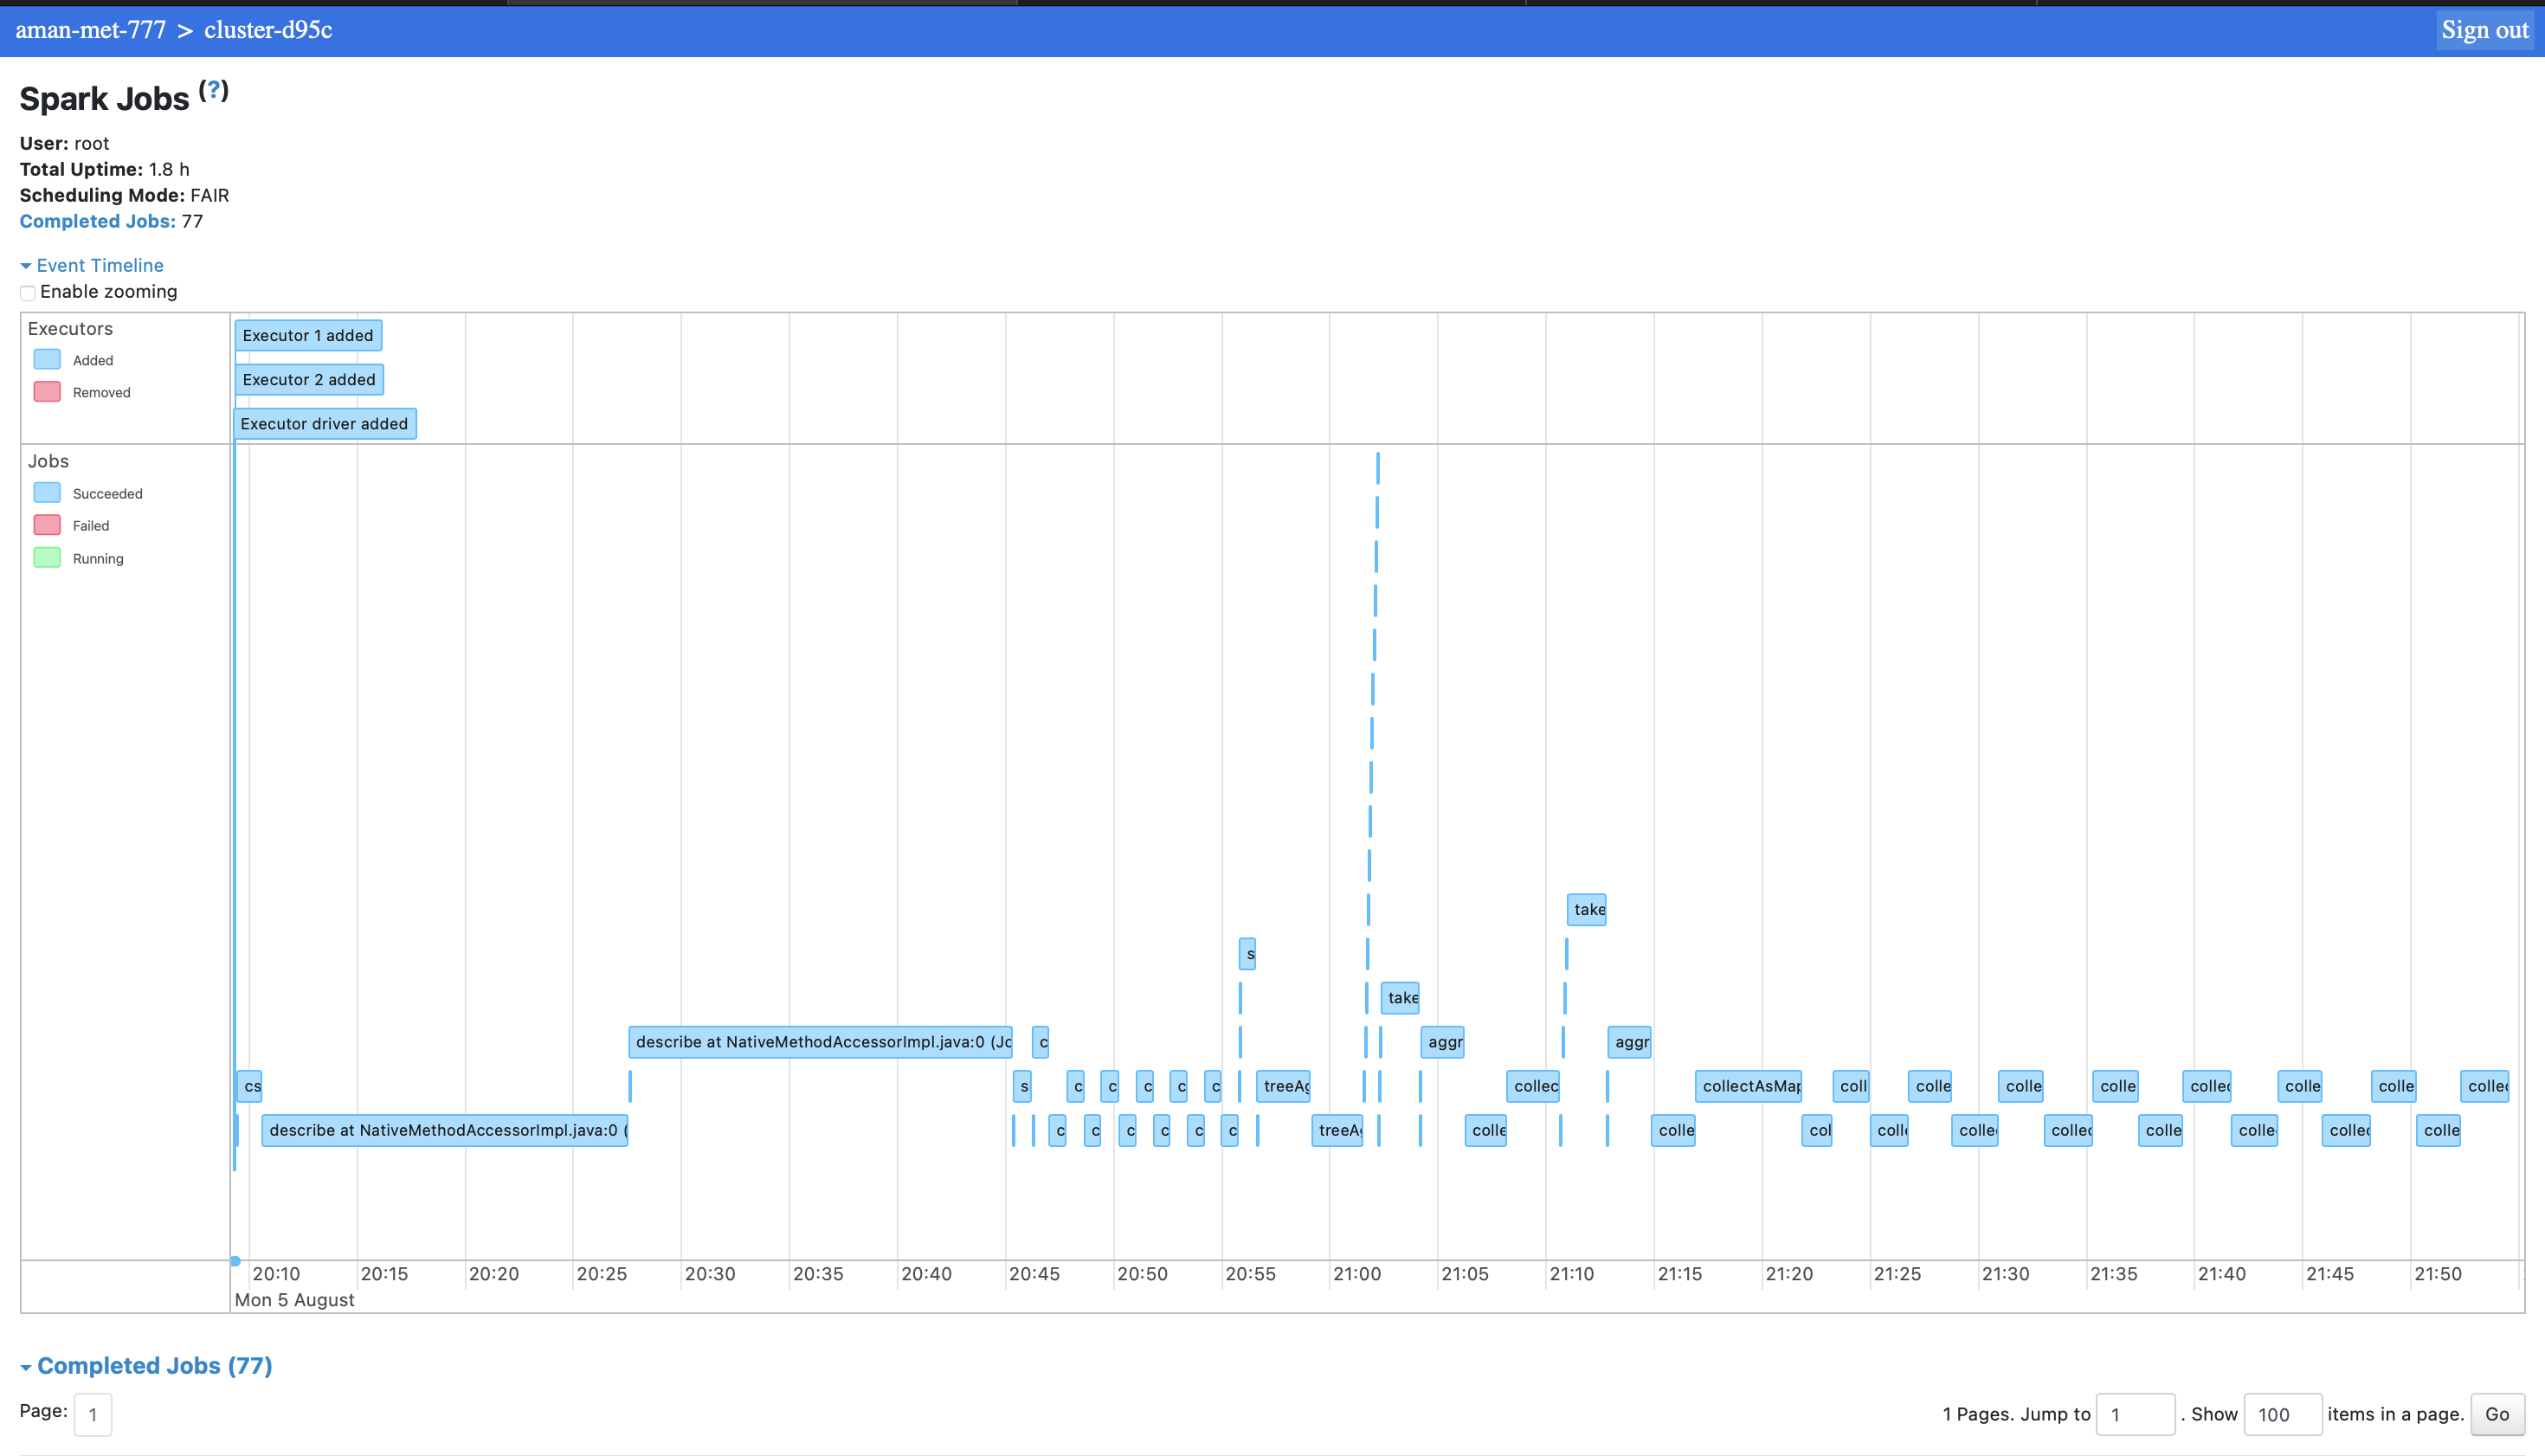 aman-met-777 > cluster-d95c
Sign out
Spark Jobs (?)
User: root
Total Uptime: 1.8 h
Scheduling Mode: FAIR
Completed Jobs: 77
Event Timeline
Enable zooming
Executors
Added
Removed
Executor 1 added
Executor 2 added
Executor driver added
Jobs
Succeeded
Failed
Running
take
s
take
describe at NativeMethodAccessorImpl.java:0 (Jo
c
aggr
aggr
cs
s
c
c
c
c
c
treeAg
collec
collectAsMap
coll
colle
colle
colle
collec
colle
colle
collec
describe at NativeMethodAccessorImpl.java:0 (
c
c
c
c
c
c
treeA
colle
colle
col
coll
colle
collec
colle
colle
collec
colle
20:10 20:15 20:20 20:25 20:30 20:35 20:40 20:45 20:50 20:55 21:00 21:05 21:10 21:15 21:20 21:25 21:30 21:35 21:40 21:45 21:50
Mon 5 August
Completed Jobs (77)
Page: 1
1 Pages. Jump to 1 . Show 100 items in a page. Go